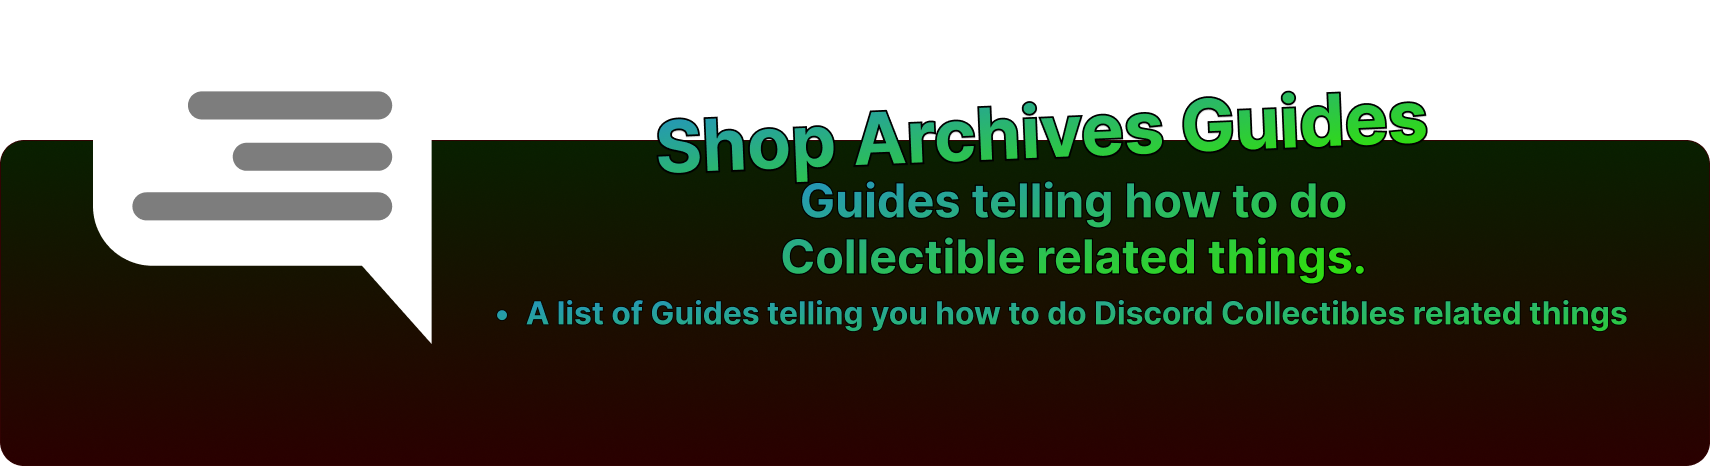 Shop Archives Guides
Guides telling how to do
Collectible related things.
• A list of Guides telling you how to do Discord Collectibles related things